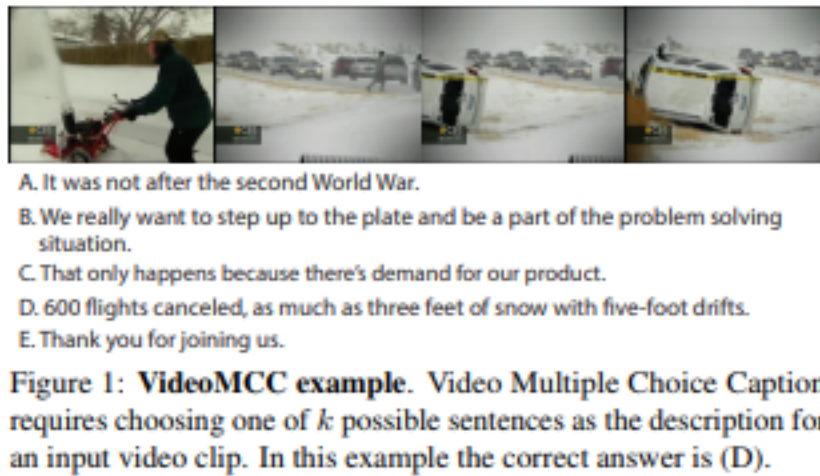 A. It was not after the second World War.
B. We really want to step up to the plate and be a part of the problem solving
situation.
C. That only happens because there's demand for our product.
D. 600 flights canceled, as much as three feet of snow with five-foot drifts.
E. Thank you for joining us.
Figure 1: VideoMCC example. Video Multiple Choice Caption
requires choosing one of k possible sentences as the description for
an input video clip. In this example the correct answer is (D).